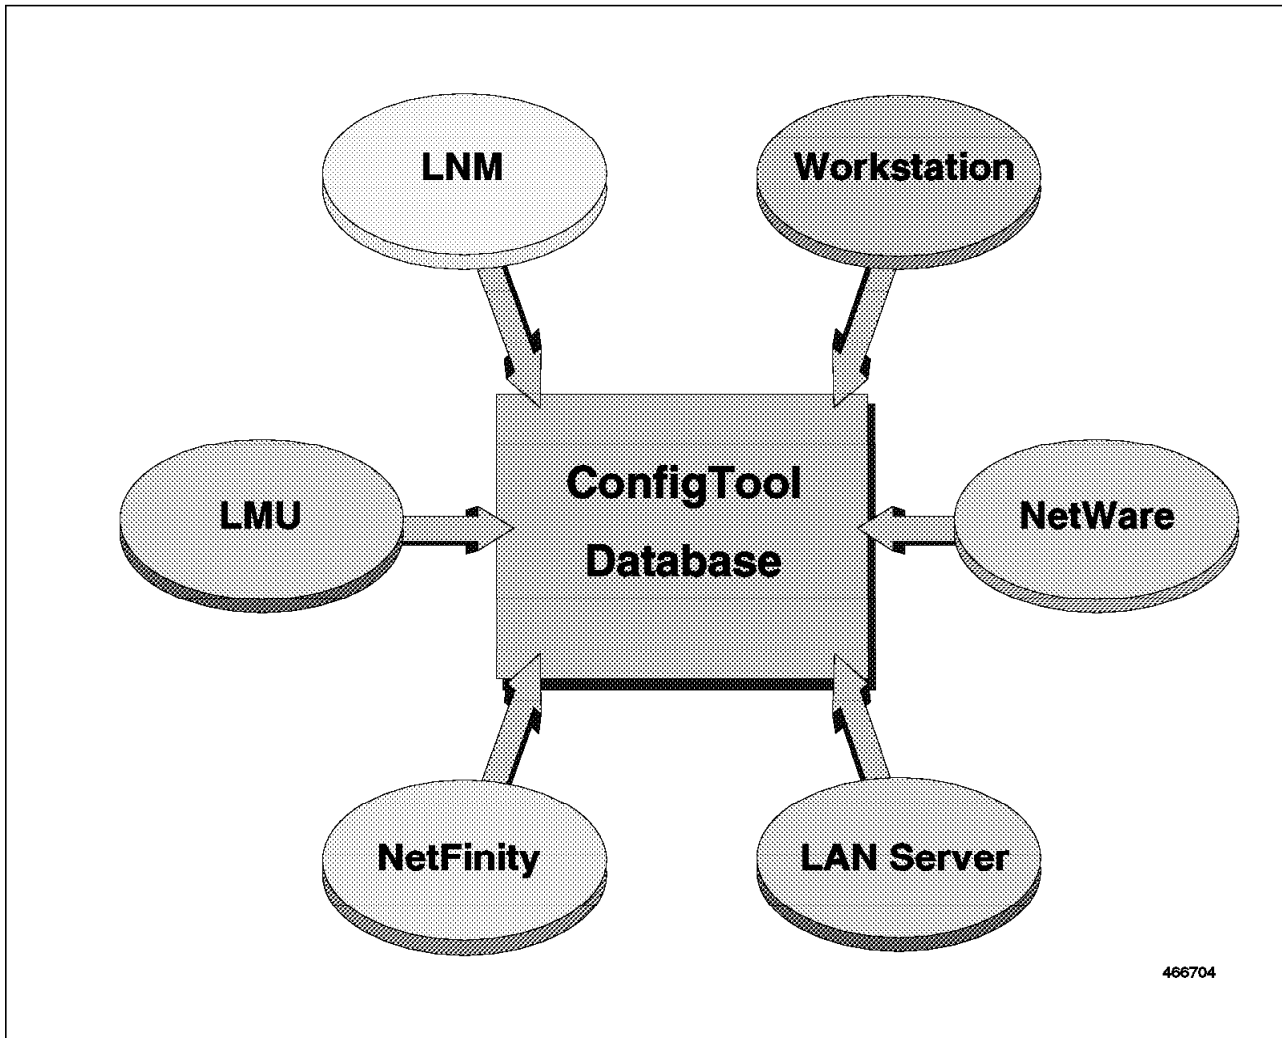 LNM
Workstation
ConfigTool
Database
LMU
NetWare
NetFinity
LAN Server
466704